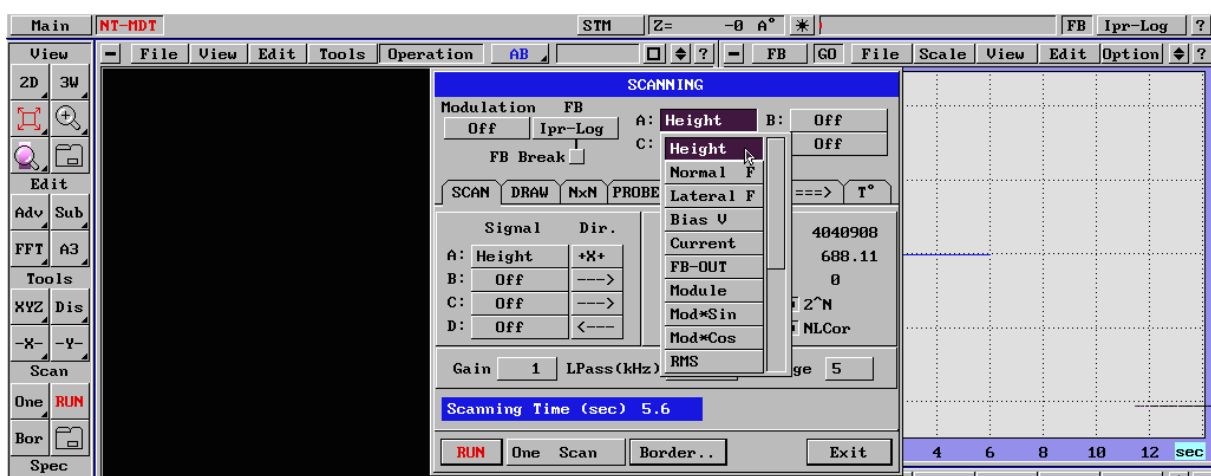 Main NT-MDT STM Z= -0 A° FB Ipr-Log ?
View File View Edit Tools Operation AB ? FB GO File Scale View Edit Option ?
2D 3W
SCANNING
Modulation FB
Off Ipr-Log A: Height B: Off
C: Off
FB Break
Height
Normal F
Lateral F
Bias V
Current
FB-OUT
Module
Mod*Sin
Mod*Cos
RMS
Edit
Adv Sub
FFT A3
Tools
XYZ Dis
-X- -Y-
Scan
One RUN
Bor
Spec
SCAN DRAW NxN PROBE ===> T°
Signal Dir.
A: Height +X+
B: Off --->
C: Off --->
D: Off <---
4040908
688.11
0
2^N
NLCor
Gain 1 LPass(kHz) ge 5
Scanning Time (sec) 5.6
RUN One Scan Border.. Exit
4 6 8 10 12 sec